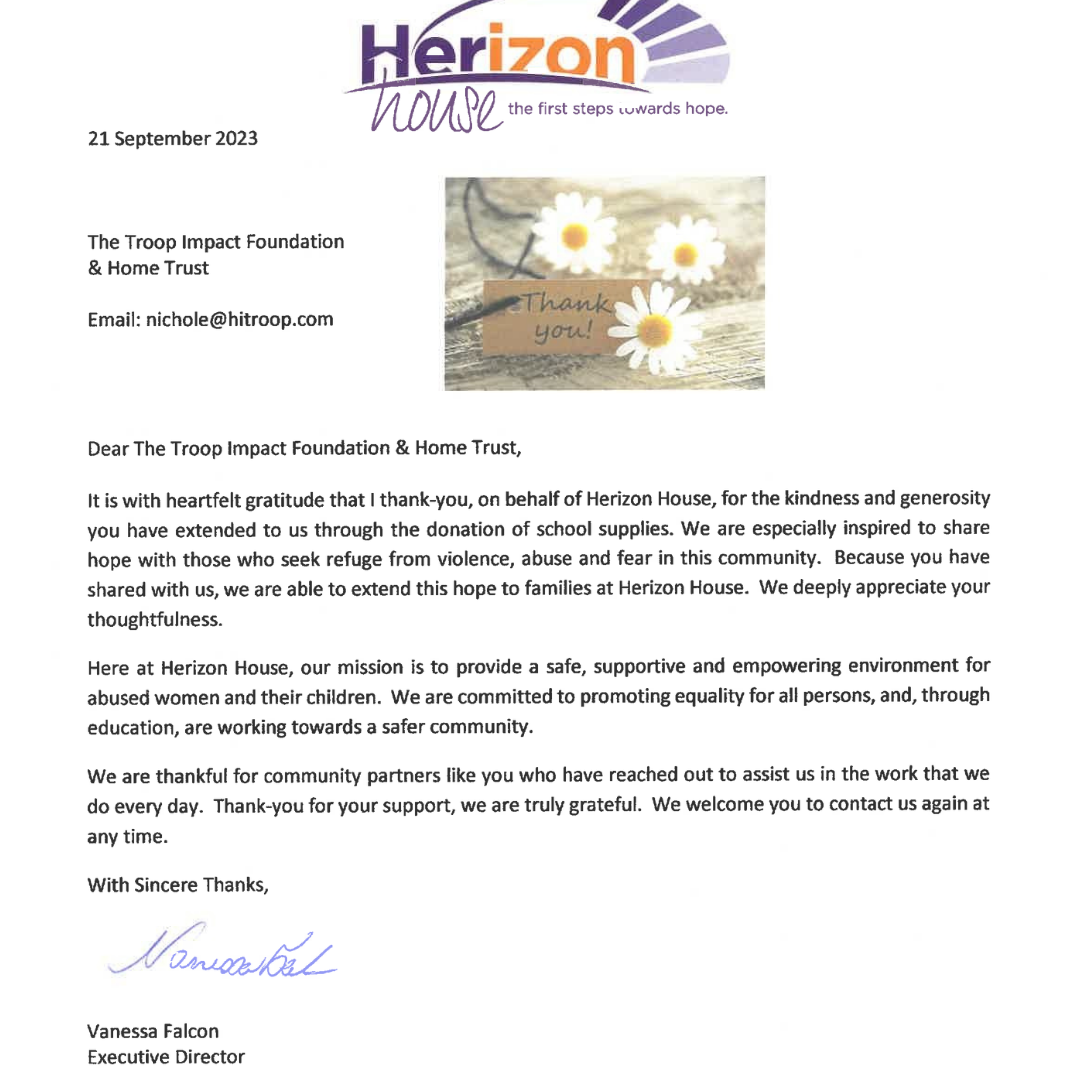 Herizon
house the first steps towards hope.
21 September 2023
The Troop Impact Foundation
& Home Trust
Email: nichole@hitroop.com
Thank
you!
Dear The Troop Impact Foundation & Home Trust,
It is with heartfelt gratitude that I thank-you, on behalf of Herizon House, for the kindness and generosity
you have extended to us through the donation of school supplies. We are especially inspired to share
hope with those who seek refuge from violence, abuse and fear in this community. Because you have
shared with us, we are able to extend this hope to families at Herizon House. We deeply appreciate your
thoughtfulness.
Here at Herizon House, our mission is to provide a safe, supportive and empowering environment for
abused women and their children. We are committed to promoting equality for all persons, and, through
education, are working towards a safer community.
We are thankful for community partners like you who have reached out to assist us in the work that we
do every day. Thank-you for your support, we are truly grateful. We welcome you to contact us again at
any time.
With Sincere Thanks,
Vanessa Falcon
Executive Director